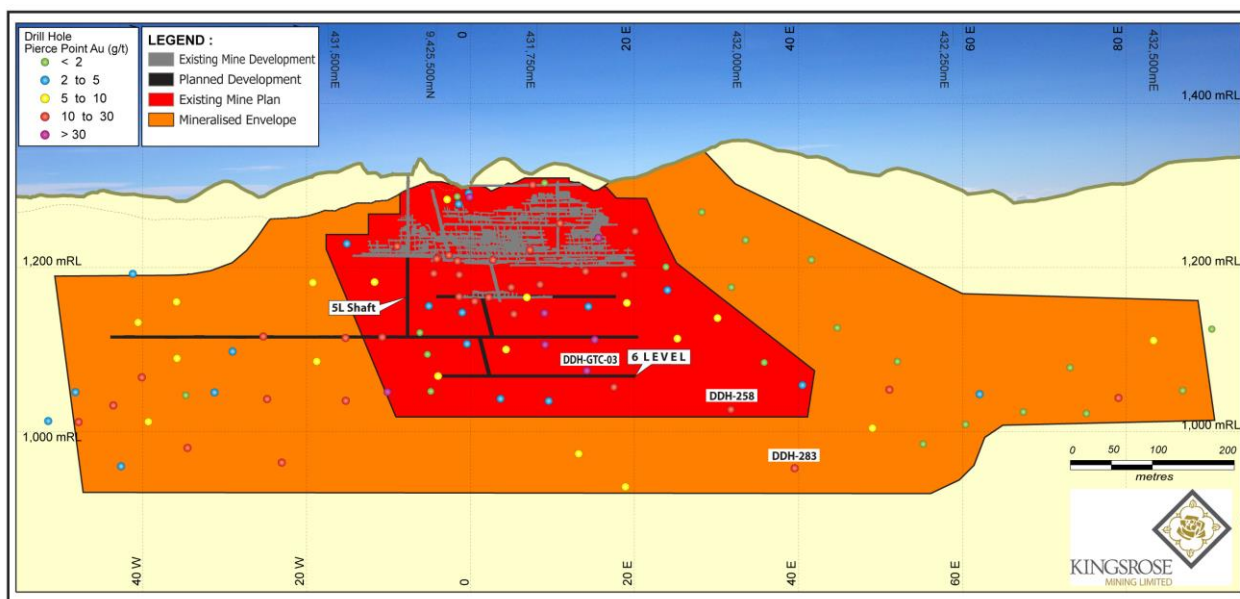 Drill Hole
Pierce Point Au (g/t)
< 2
2 to 5
5 to 10
10 to 30
> 30
LEGEND :
Existing Mine Development
Planned Development
Existing Mine Plan
Mineralised Envelope
431,500mE
9,425,500mN
0
431,750mE
20E
432,000mE
40 E
432,250mE
60 E
432,500mE
80 E
1,400 mRL
1,200 mRL
1,200 mRL
5L Shaft
DDH-GTC-03
6 LEVEL
DDH-258
1,000 mRL
1,000 mRL
DDH-283
0 50 100 200
metres
40 W
20 W
0
20 E
40 E
60 E
KINGSROSE
MINING LIMITED